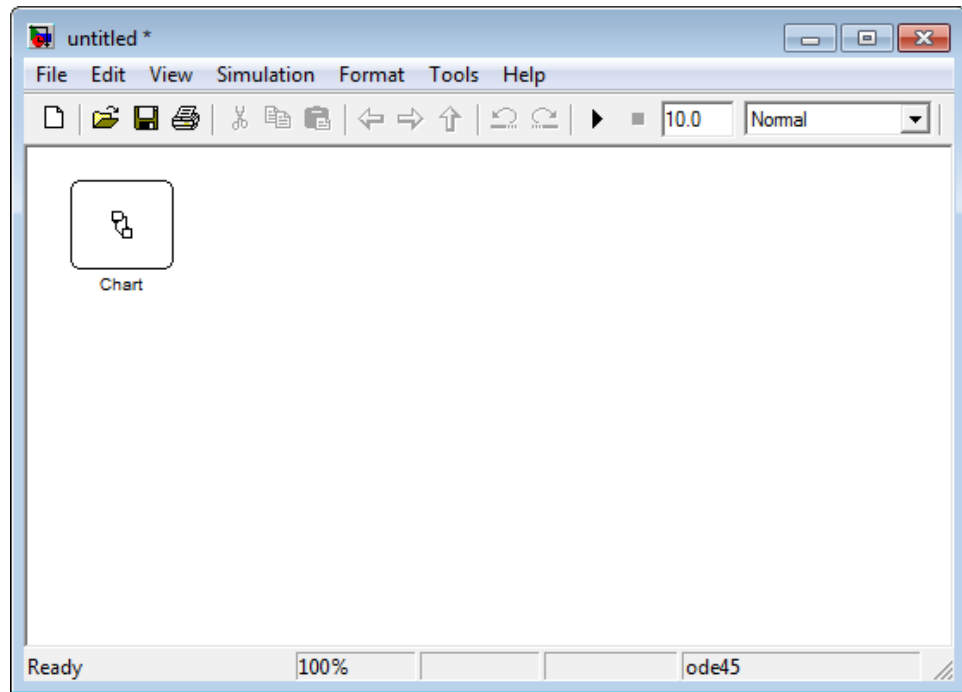 untitled *
File Edit View Simulation Format Tools Help
10.0 Normal
Chart
Ready 100% ode45